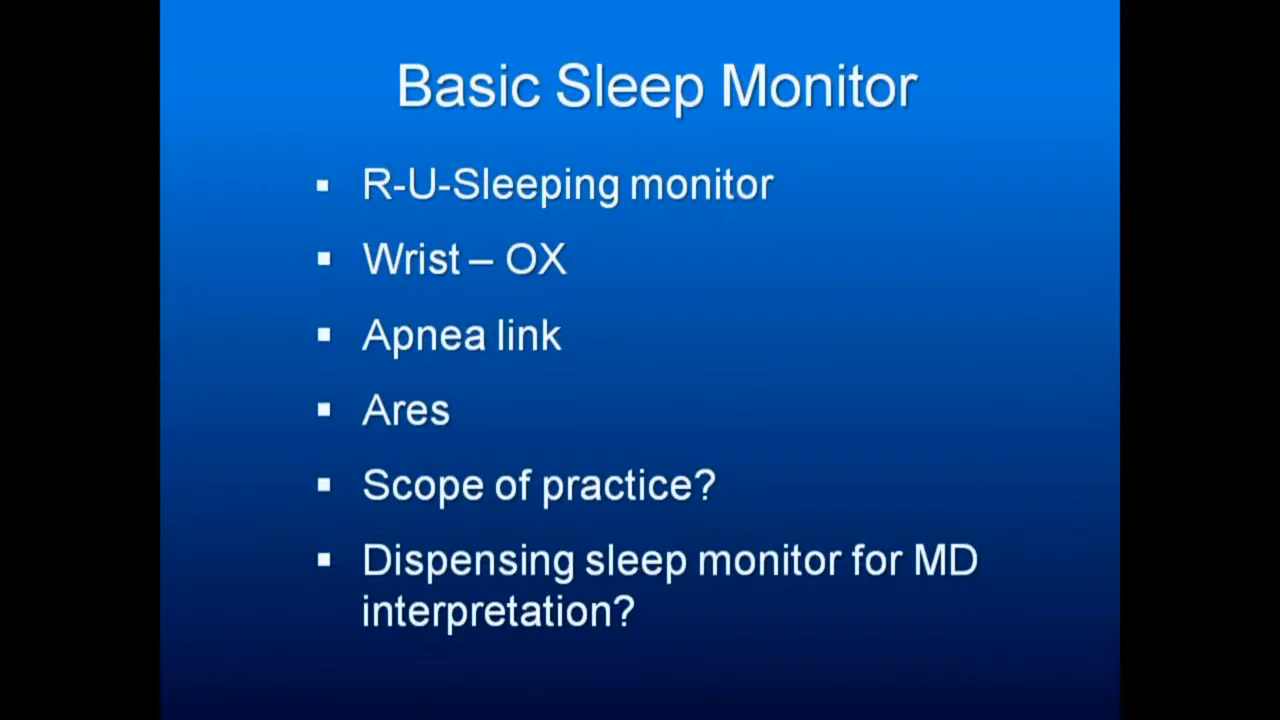 Basic Sleep Monitor
▪ R-U-Sleeping monitor
▪ Wrist – OX
▪ Apnea link
▪ Ares
▪ Scope of practice?
▪ Dispensing sleep monitor for MD
interpretation?